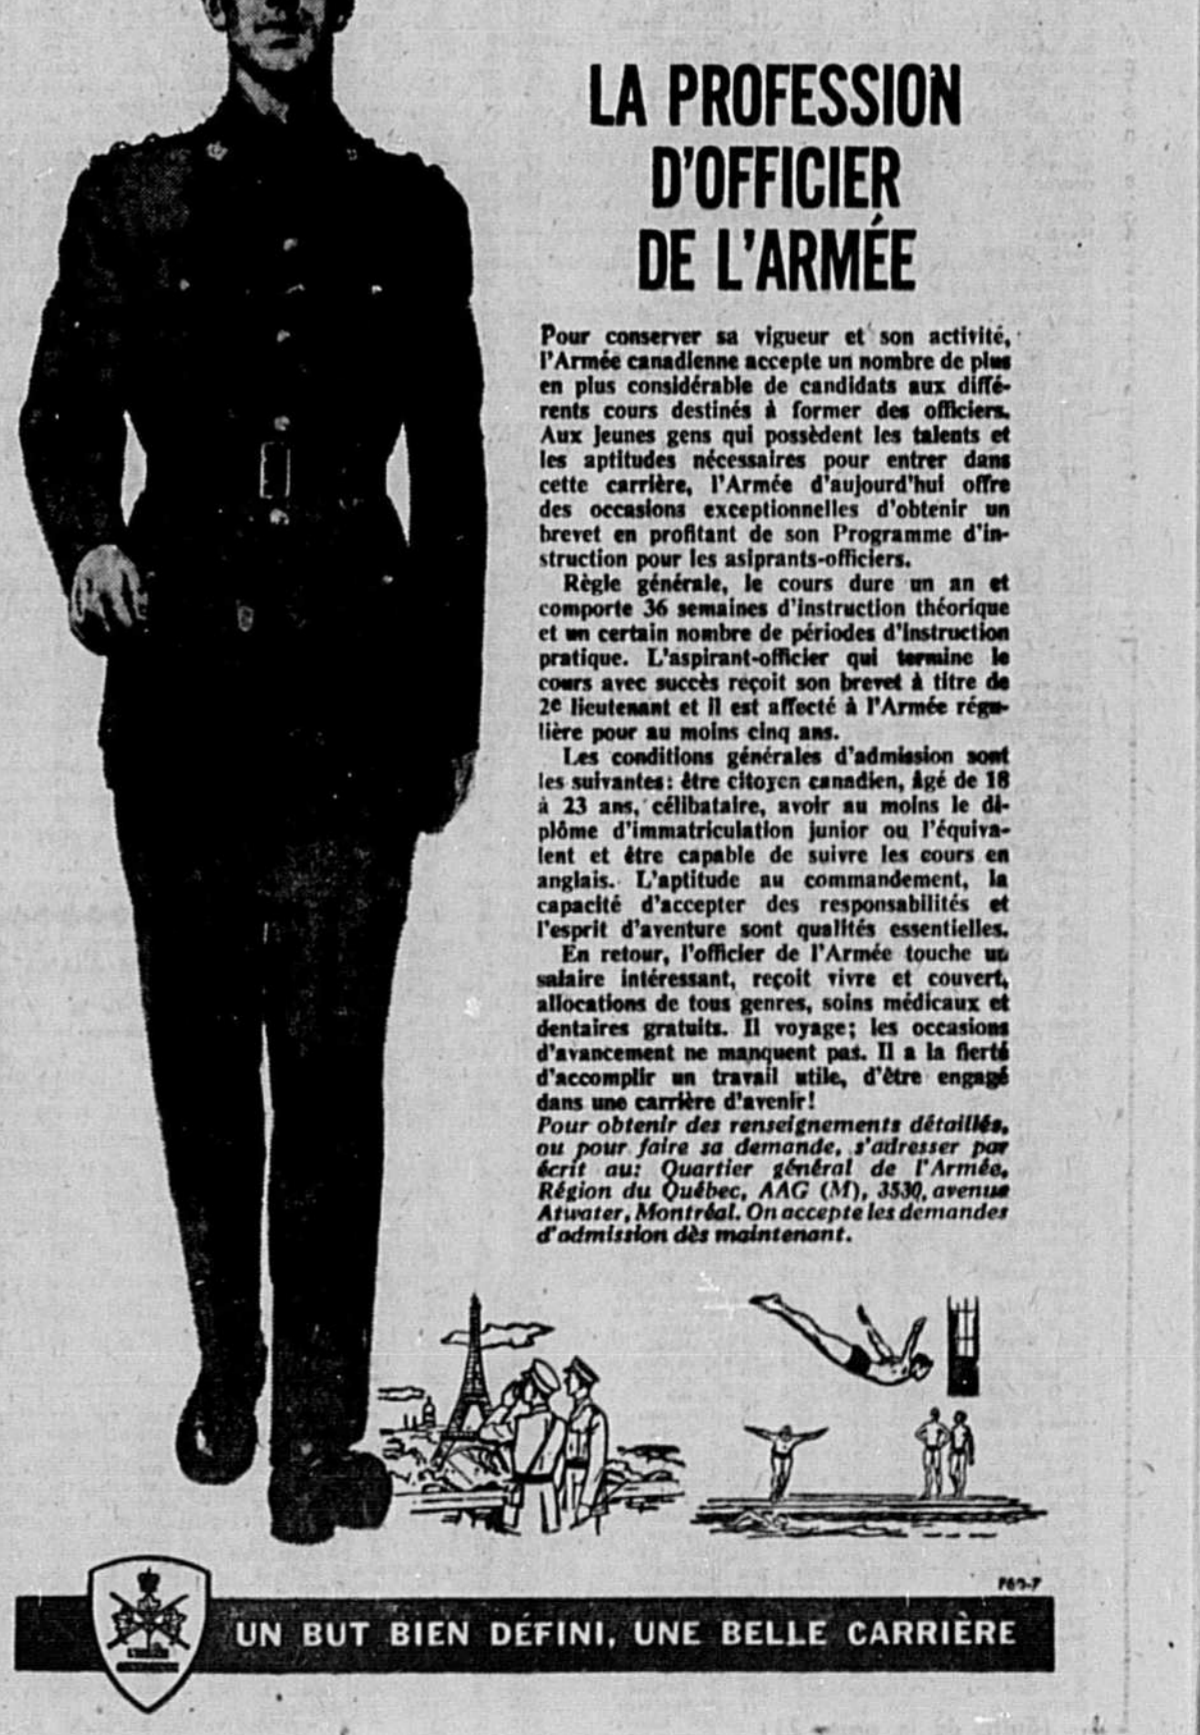 LA PROFESSION
D'OFFICIER
DE L'ARMÉE
Pour conserver sa vigueur et son activité,
l'Armée canadienne accepte un nombre de plus
en plus considérable de candidats aux diffé-
rents cours destinés à former des officiers.
Aux jeunes gens qui possèdent les talents et
les aptitudes nécessaires pour entrer dans
cette carrière, l'Armée d'aujourd'hui offre
des occasions exceptionnelles d'obtenir un
brevet en profitant de son Programme d'in-
struction pour les asiprants-officiers.
Règle générale, le cours dure un an et
comporte 36 semaines d'instruction théorique
et un certain nombre de périodes d'instruction
pratique. L'aspirant-officier qui termine le
cours avec succès reçoit son brevet à titre de
2e lieutenant et il est affecté à l'Armée régu-
lière pour au moins cinq ans.
Les conditions générales d'admission sont
les suivantes: être citoyen canadien, âgé de 18
à 23 ans, célibataire, avoir au moins le di-
plôme d'immatriculation junior ou l'équiva-
lent et être capable de suivre les cours en
anglais. L'aptitude au commandement, la
capacité d'accepter des responsabilités et
l'esprit d'aventure sont qualités essentielles.
En retour, l'officier de l'Armée touche un
salaire intéressant, reçoit vivre et couvert,
allocations de tous genres, soins médicaux et
dentaires gratuits. Il voyage; les occasions
d'avancement ne manquent pas. Il a la fierté
d'accomplir un travail utile, d'être engagé
dans une carrière d'avenir!
Pour obtenir des renseignements détaillés,
ou pour faire sa demande, s'adresser par
écrit au: Quartier général de l'Armée,
Région du Québec, AAG (M), 3530, avenue
Atwater, Montréal. On accepte les demandes
d'admission dès maintenant.
UN BUT BIEN DÉFINI, UNE BELLE CARRIÈRE